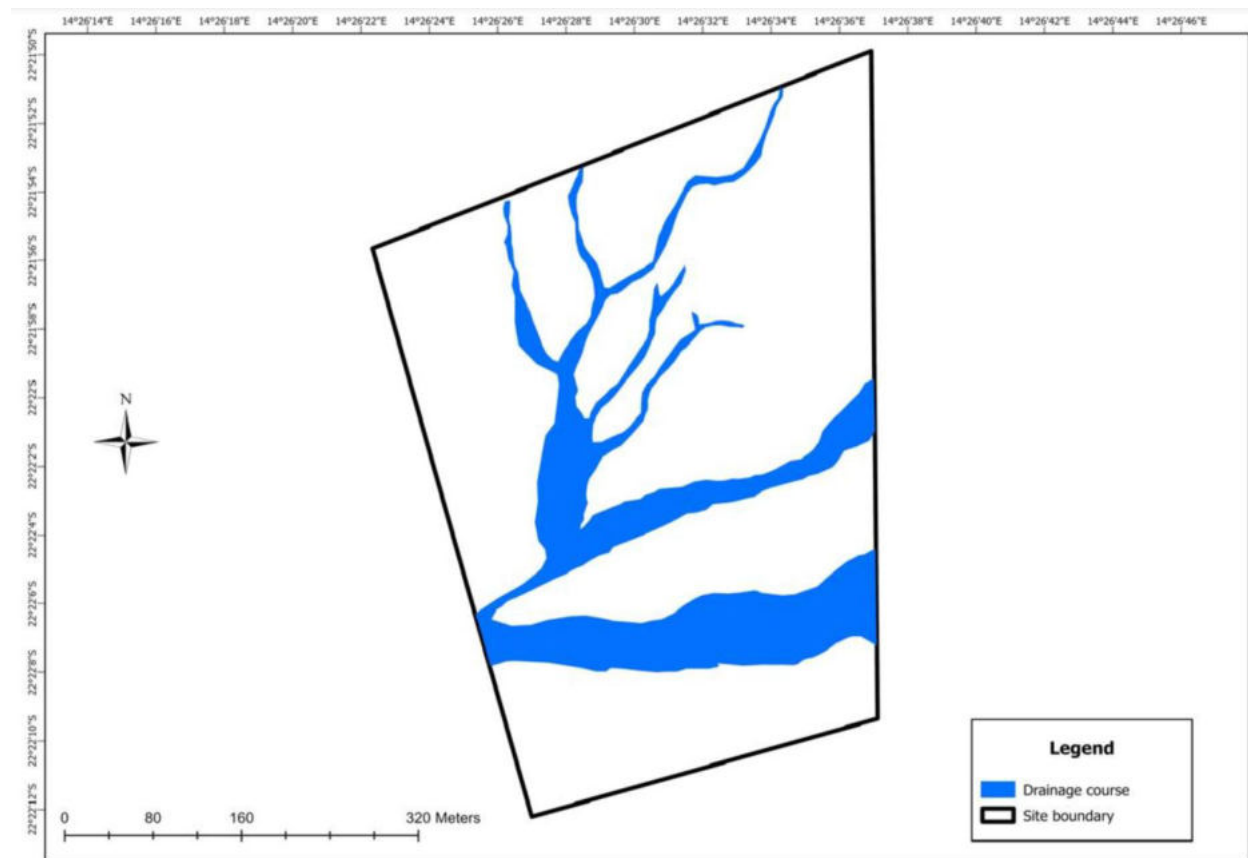 14°26'14"E 14°26'16"E 14°26'18"E 14°26'20"E 14°26'22"E 14°26'24"E 14°26'26"E 14°26'28"E 14°26'30"E 14°26'32"E 14°26'34"E 14°26'36"E 14°26'38"E 14°26'40"E 14°26'42"E 14°26'44"E 14°26'46"E
22°21'50"S
22°21'52"S
22°21'54"S
22°21'56"S
22°21'58"S
22°22'S
22°22'2"S
22°22'4"S
22°22'6"S
22°22'8"S
22°22'10"S
22°22'12"S
N
0 80 160 320 Meters
Legend
Drainage course
Site boundary